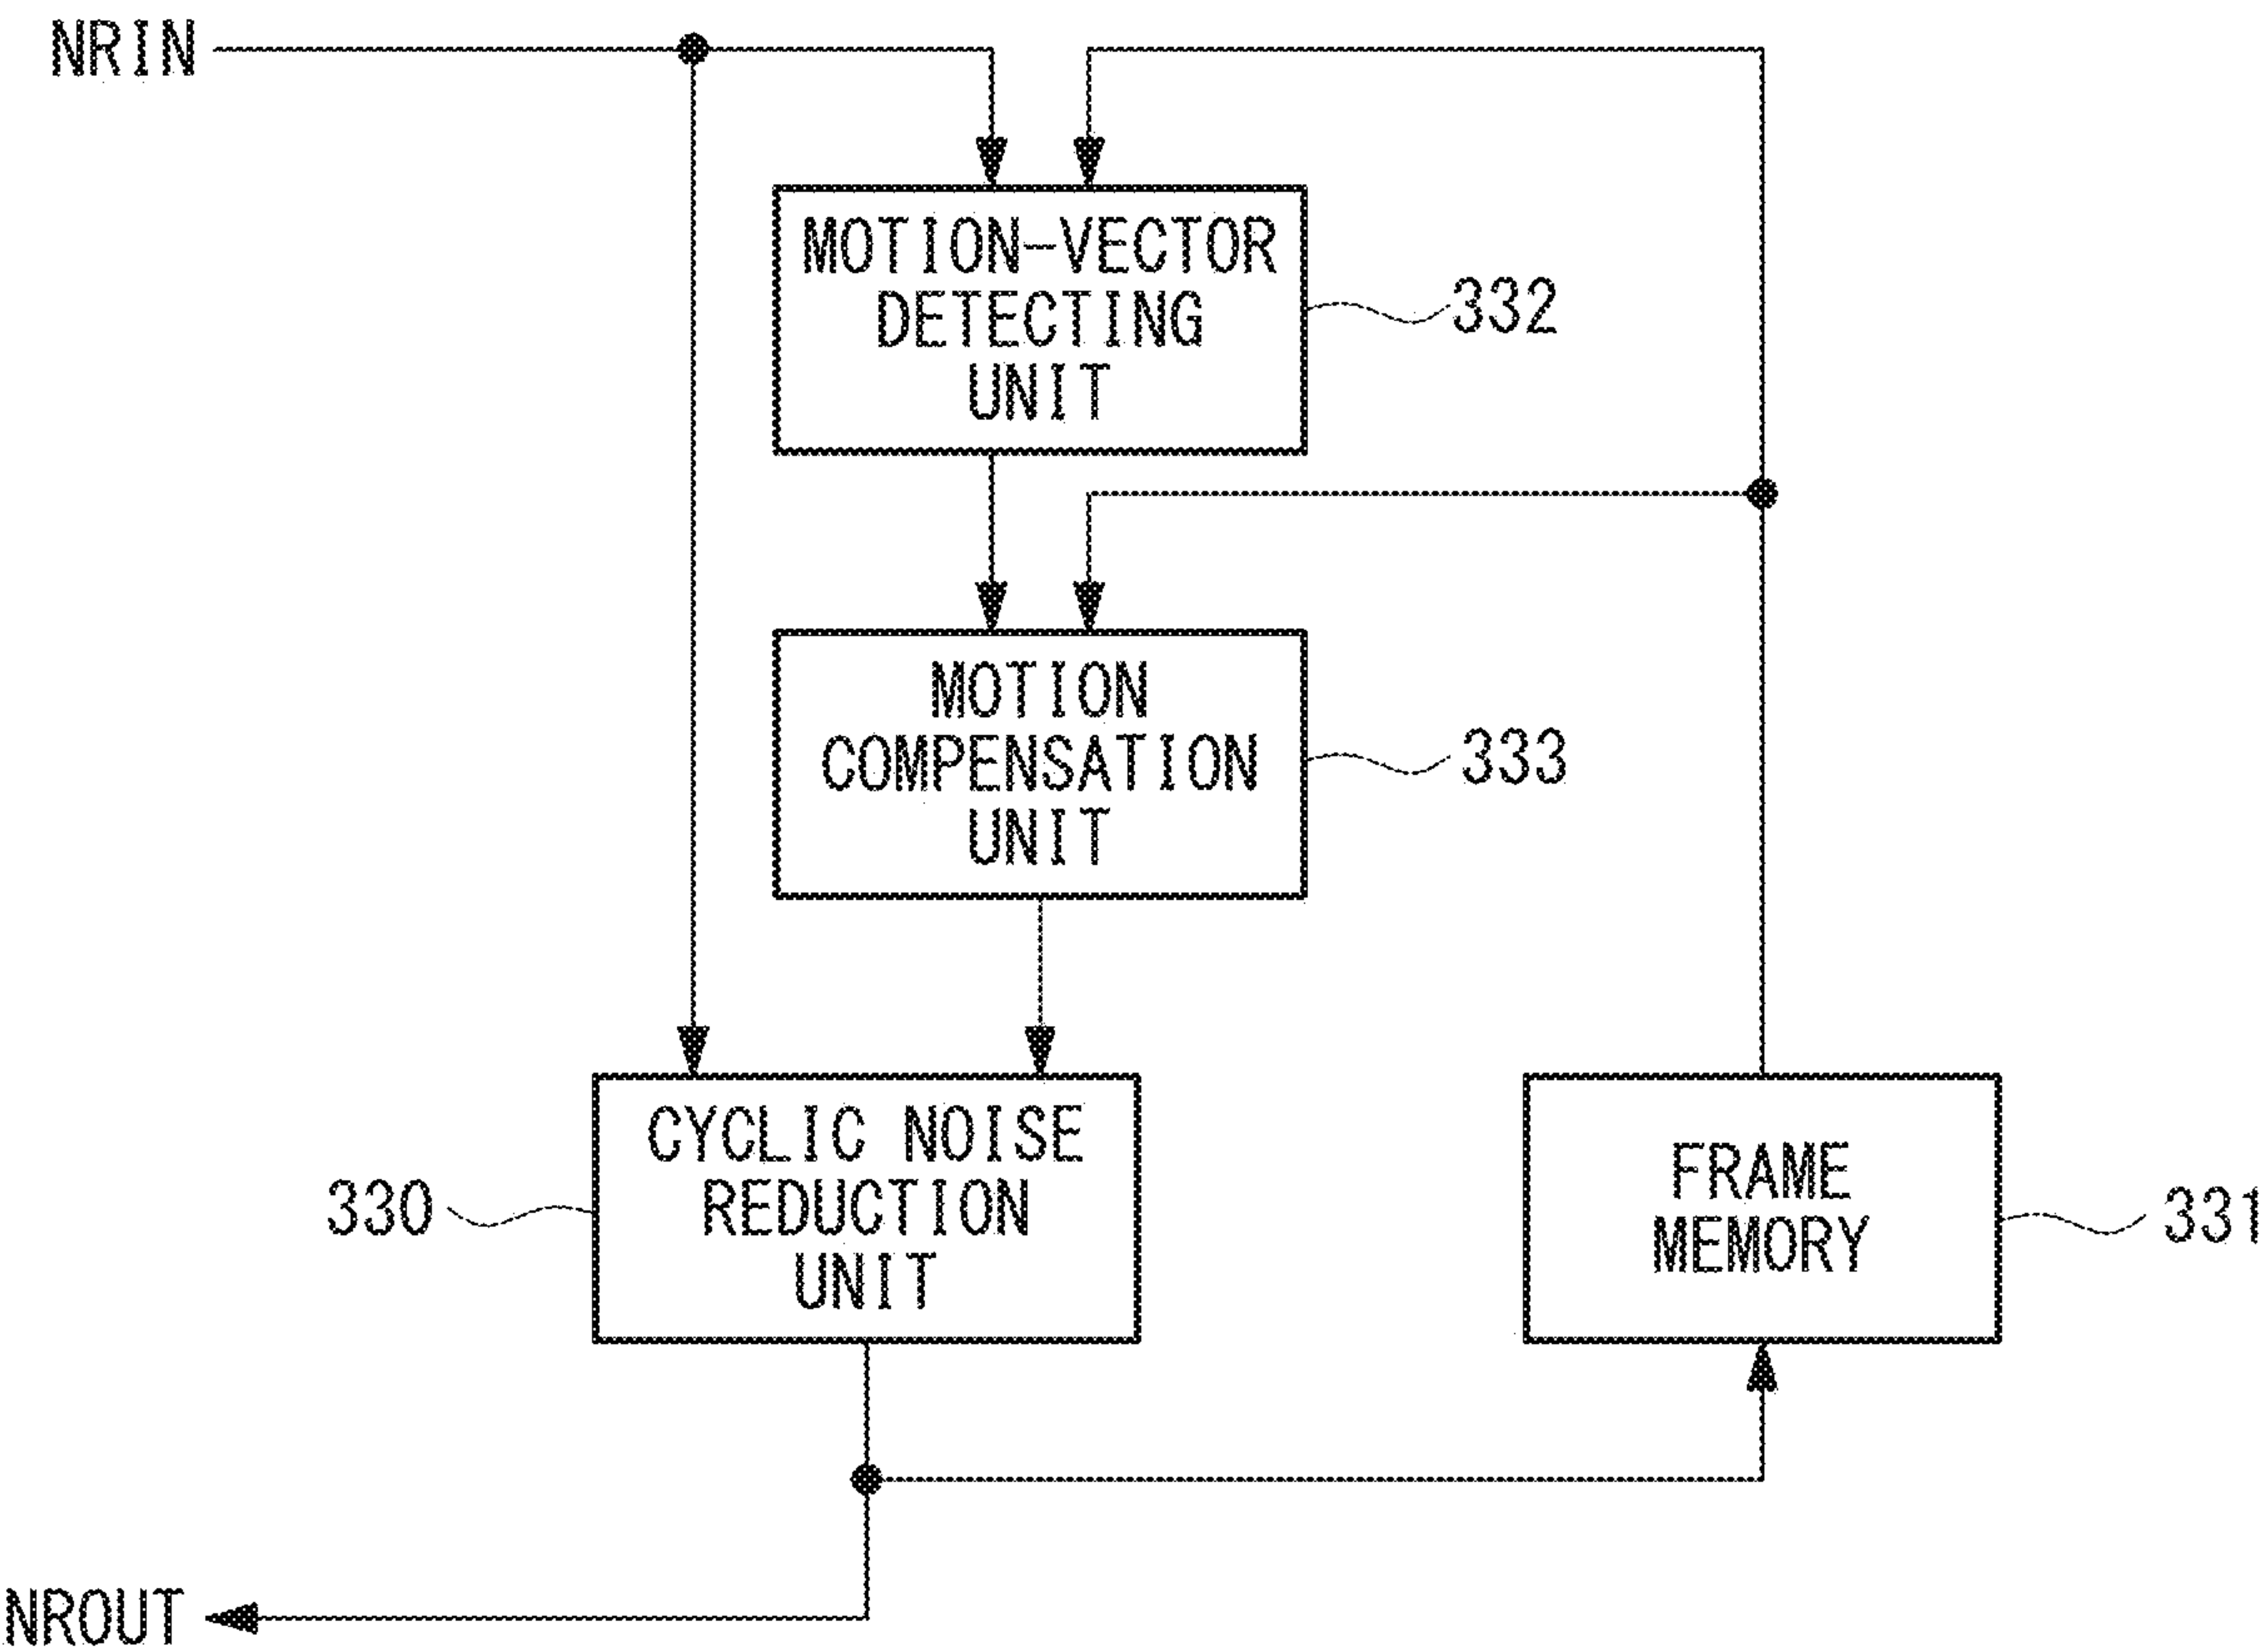 NRIN
MOTION-VECTOR
DETECTING
UNIT
332
MOTION
COMPENSATION
UNIT
333
CYCLIC NOISE
REDUCTION
UNIT
330
FRAME
MEMORY
331
NROUT